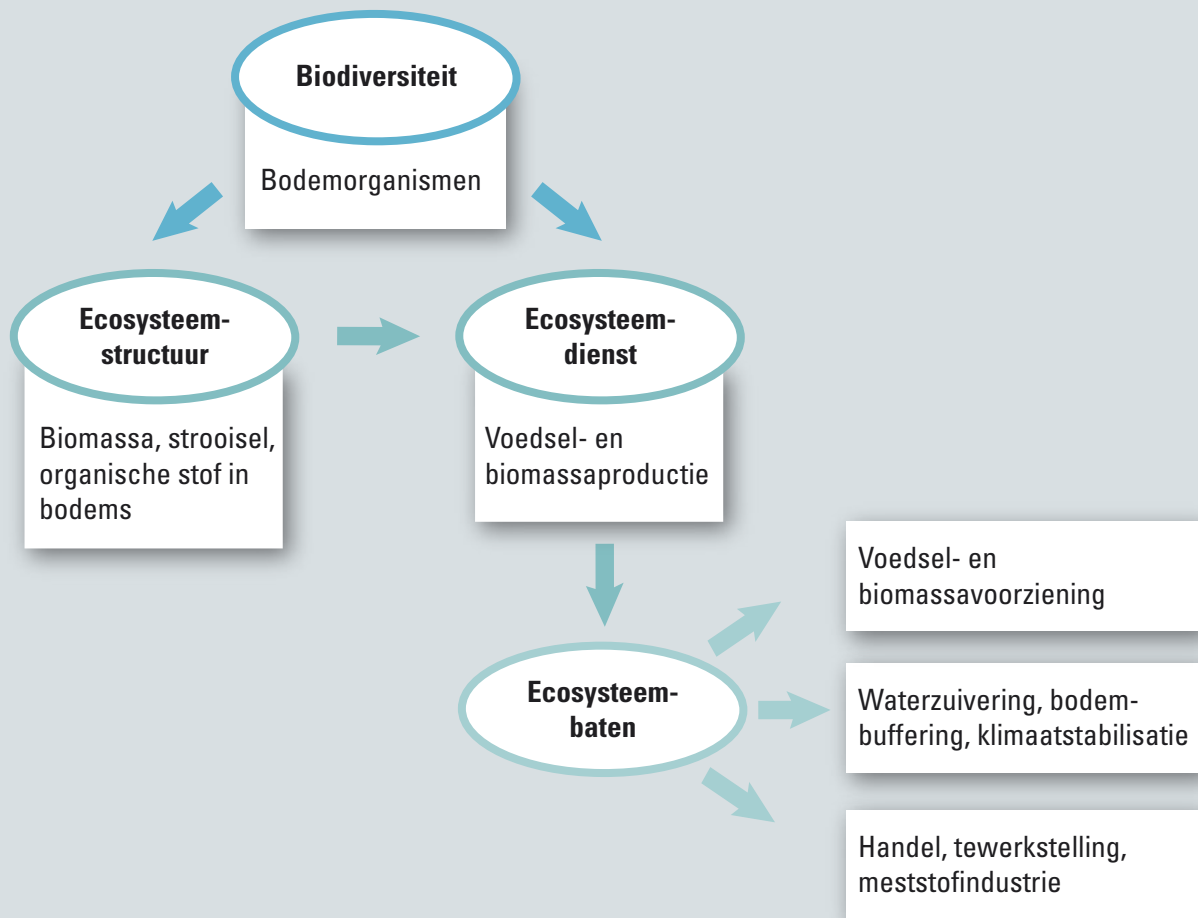 Biodiversiteit
Bodemorganismen
Ecosysteem-
structuur
Biomassa, strooisel,
organische stof in
bodems
Ecosysteem-
dienst
Voedsel- en
biomassaproductie
Ecosysteem-
baten
Voedsel- en
biomassavoorziening
Waterzuivering, bodem-
buffering, klimaatstabilisatie
Handel, tewerkstelling,
meststofindustrie